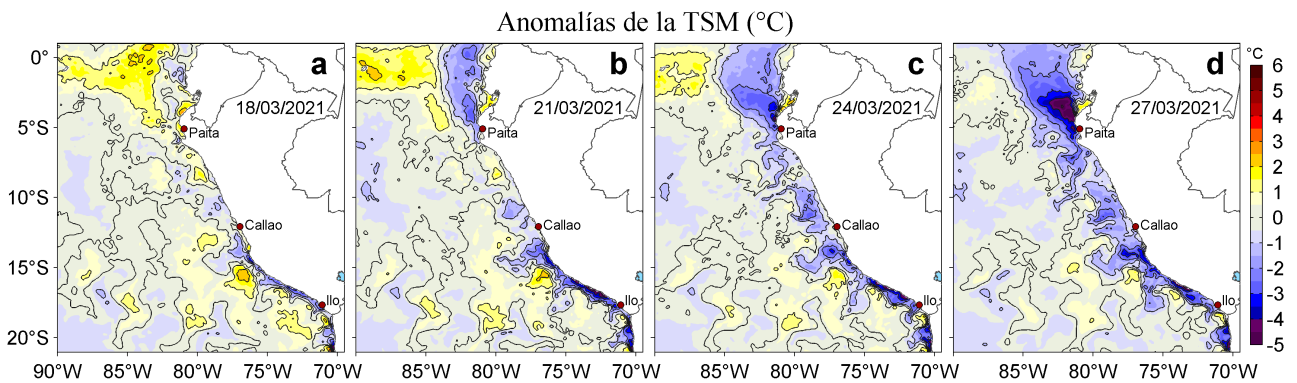 Anomalías de la TSM (°C)
a
18/03/2021
Paita
Callao
Ilo
b
21/03/2021
Paita
Callao
Ilo
c
24/03/2021
Paita
Callao
Ilo
d
27/03/2021
Paita
Callao
Ilo
0°
5°S
10°S
15°S
20°S
90°W 85°W 80°W 75°W 70°W
85°W 80°W 75°W 70°W
85°W 80°W 75°W 70°W
85°W 80°W 75°W 70°W
°C
6
5
4
3
2
1
0
-1
-2
-3
-4
-5